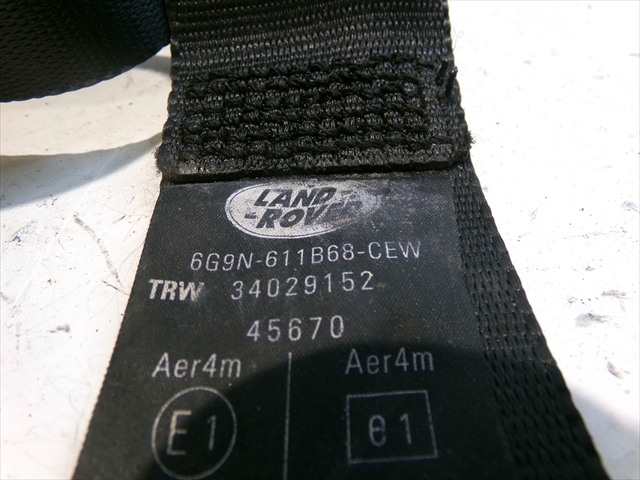 LAND
-ROVER
6G9N-611B68-CEW
TRW 34029152
45670
Aer4m Aer4m
E1 e1